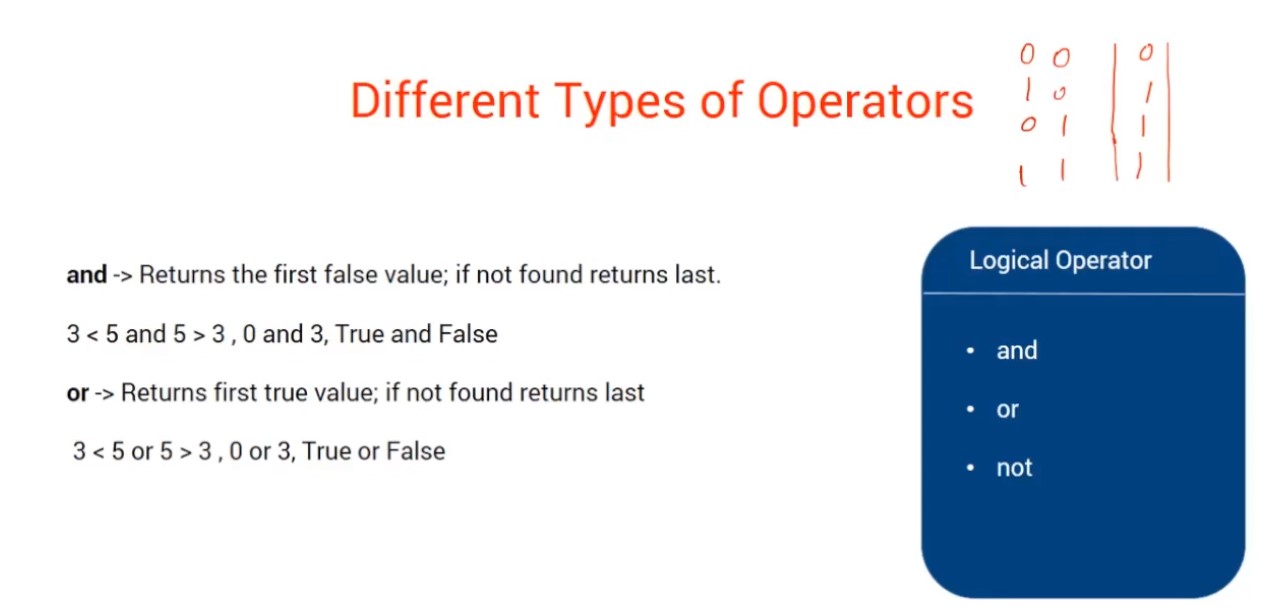 Different Types of Operators
0 0 | 0 |
1 0 | 1 |
0 1 | 1 |
1 1 | 1 |
and -> Returns the first false value; if not found returns last.
3 < 5 and 5 > 3 , 0 and 3, True and False
or -> Returns first true value; if not found returns last
3 < 5 or 5 > 3 , 0 or 3, True or False
Logical Operator
• and
• or
• not